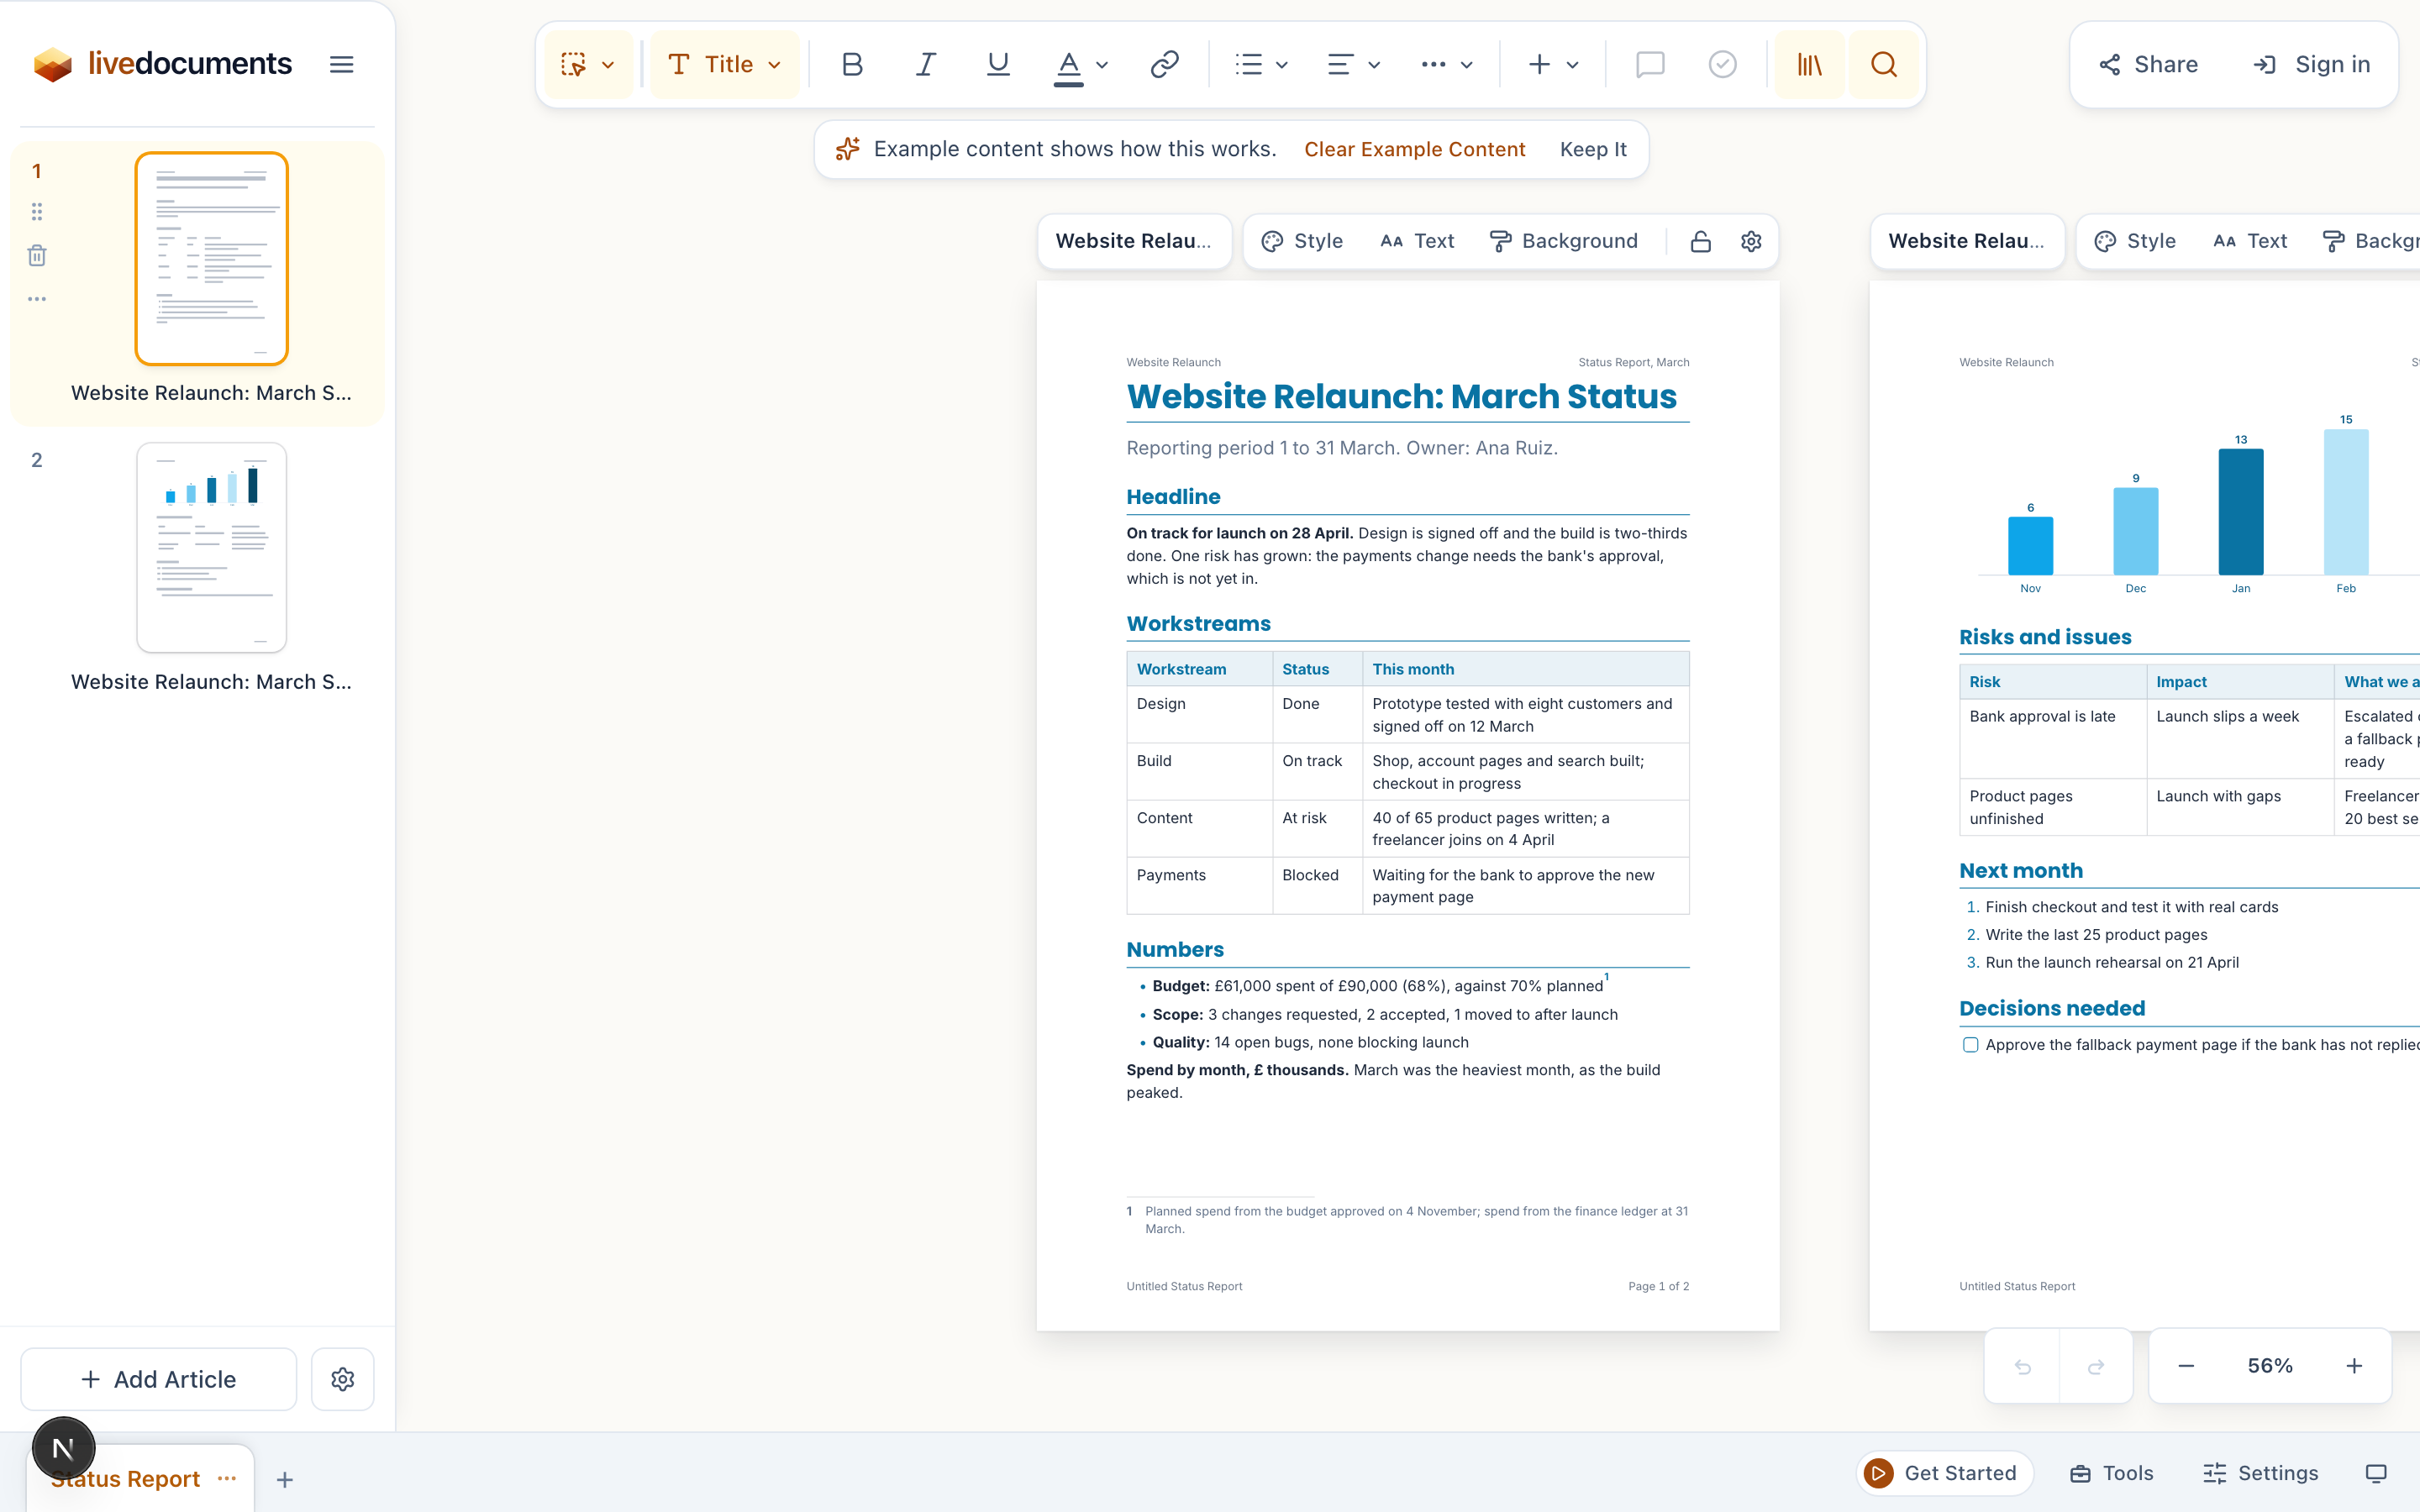 livedocuments
Title
Share
Sign in
Example content shows how this works. Clear Example Content Keep It
1
Website Relaunch: March S...
2
Website Relaunch: March S...
Add Article
Website Relau...
Style
Text
Background
Website Relaunch
Status Report, March
Website Relaunch: March Status
Reporting period 1 to 31 March. Owner: Ana Ruiz.
Headline
On track for launch on 28 April. Design is signed off and the build is two-thirds
done. One risk has grown: the payments change needs the bank's approval,
which is not yet in.
Workstreams
Workstream Status This month
Design Done Prototype tested with eight customers and
signed off on 12 March
Build On track Shop, account pages and search built;
checkout in progress
Content At risk 40 of 65 product pages written; a
freelancer joins on 4 April
Payments Blocked Waiting for the bank to approve the new
payment page
Numbers
• Budget: £61,000 spent of £90,000 (68%), against 70% planned1
• Scope: 3 changes requested, 2 accepted, 1 moved to after launch
• Quality: 14 open bugs, none blocking launch
Spend by month, £ thousands. March was the heaviest month, as the build
peaked.
1 Planned spend from the budget approved on 4 November; spend from the finance ledger at 31
March.
Untitled Status Report
Page 1 of 2
Website Relau...
Style
Text
Website Relaunch
6 9 13 15
Nov Dec Jan Feb
Risks and issues
Risk Impact What we
Bank approval is late Launch slips a week Escalated
a fallback
ready
Product pages Launch with gaps Freelancer
unfinished 20 best
Next month
1. Finish checkout and test it with real cards
2. Write the last 25 product pages
3. Run the launch rehearsal on 21 April
Decisions needed
Approve the fallback payment page if the bank has not replied
Untitled Status Report
56%
N
Status Report
Get Started
Tools
Settings